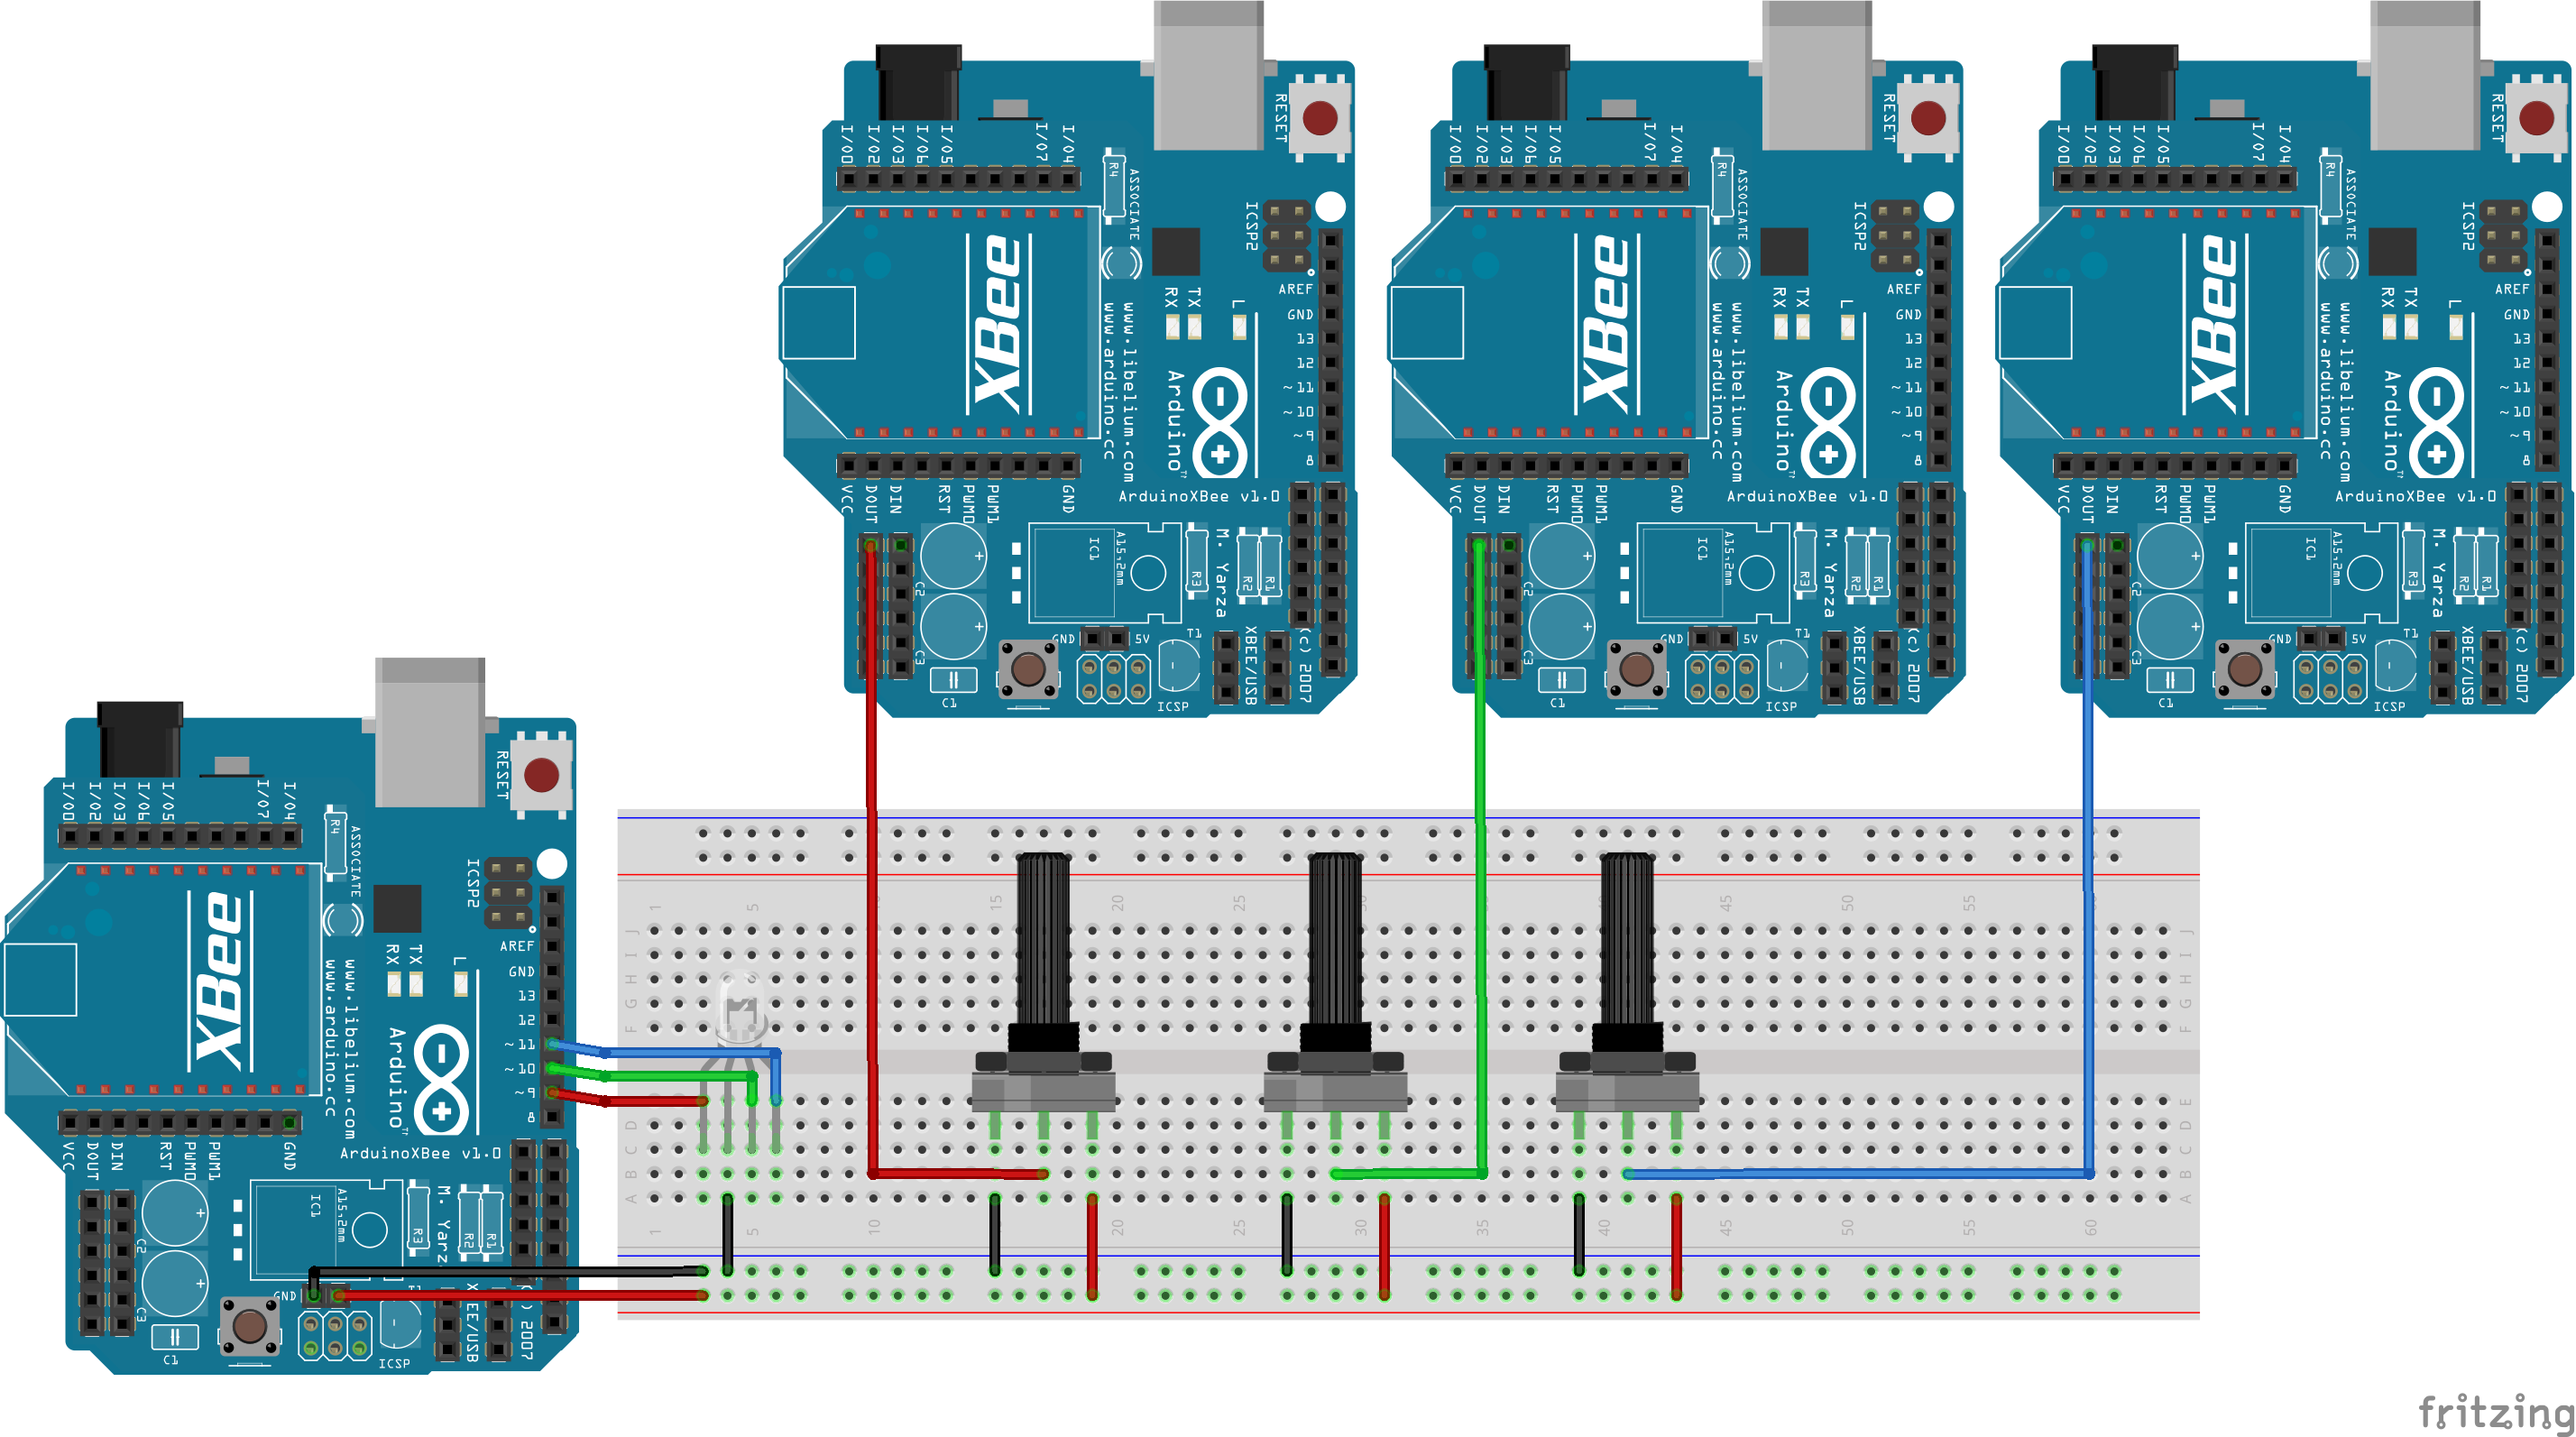 RESET
I/O0 I/O2 I/O3 I/O6 I/O5 I/O7 I/O4
R4
ASSOCIATE
ICSP2
XBee
AREF
GND
13
12
~11
~10
~9
8
RX TX L
www.arduino.cc
www.libelium.com
Arduino
VCC DOUT DIN RST PWM0 PWM1 GND
ArduinoXBee v1.0
IC1
A15,2mm
R3
M. Yarza
R2 R1
C2
C3
GND 5V
T1
XBEE/USB
(c) 2007
C1
ICSP
RESET
I/O0 I/O2 I/O3 I/O6 I/O5 I/O7 I/O4
R4
ASSOCIATE
ICSP2
XBee
AREF
GND
13
12
~11
~10
~9
8
RX TX L
www.arduino.cc
www.libelium.com
Arduino
VCC DOUT DIN RST PWM0 PWM1 GND
ArduinoXBee v1.0
IC1
A15,2mm
R3
M. Yarza
R2 R1
C2
C3
GND 5V
T1
XBEE/USB
(c) 2007
C1
ICSP
RESET
I/O0 I/O2 I/O3 I/O6 I/O5 I/O7 I/O4
R4
ASSOCIATE
ICSP2
XBee
AREF
GND
13
12
~11
~10
~9
8
RX TX L
www.arduino.cc
www.libelium.com
Arduino
VCC DOUT DIN RST PWM0 PWM1 GND
ArduinoXBee v1.0
IC1
A15,2mm
R3
M. Yarza
R2 R1
C2
C3
GND 5V
T1
XBEE/USB
(c) 2007
C1
ICSP
RESET
I/O0 I/O2 I/O3 I/O6 I/O5 I/O7 I/O4
R4
ASSOCIATE
ICSP2
XBee
AREF
GND
13
12
~11
~10
~9
8
RX TX L
www.arduino.cc
www.libelium.com
Arduino
VCC DOUT DIN RST PWM0 PWM1 GND
ArduinoXBee v1.0
IC1
A15,2mm
R3
R2 R1
C2
C3
GND
C1
ICSP
2007
1 5 15 20 25 45 50 55
J J
I I
H H
G G
F F
E
D D
C C
B B
A A
1 5 10 20 25 30 35 40 45 50 55 60
fritzing